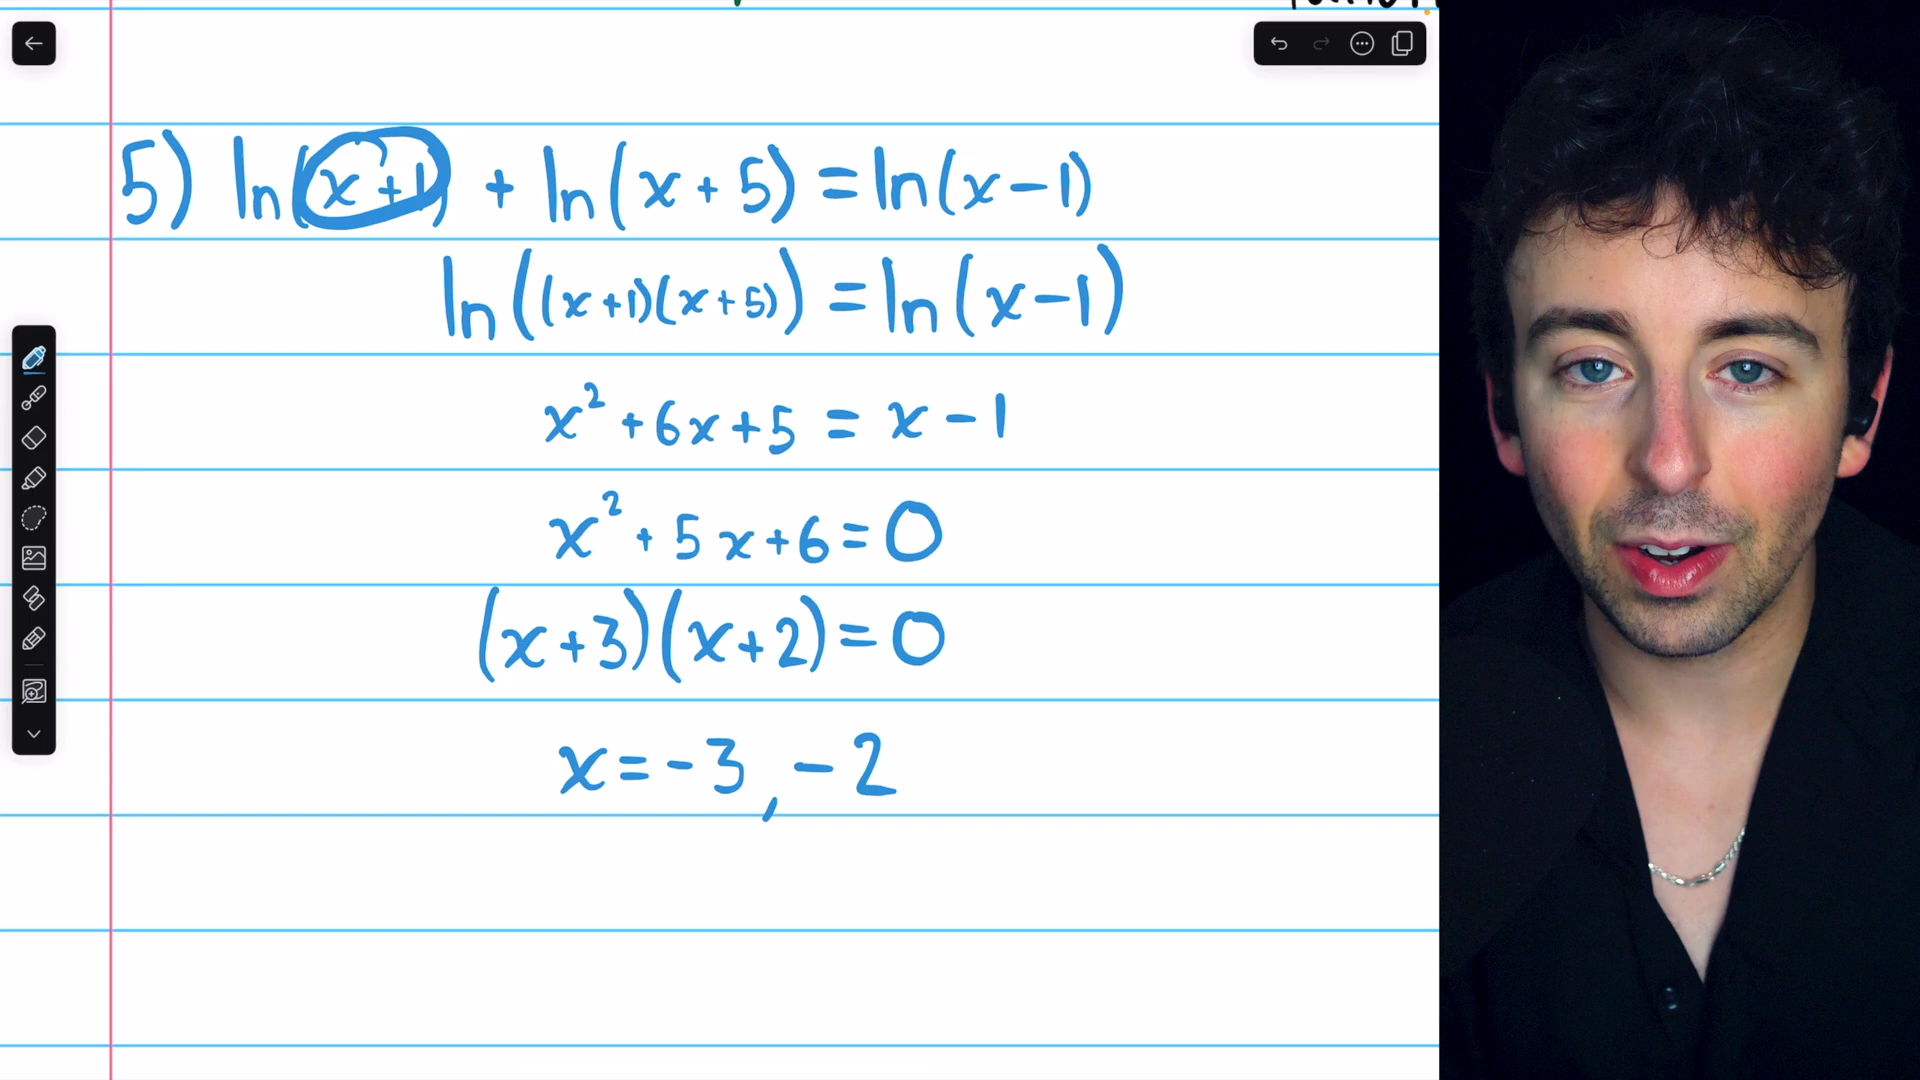 5) ln(x+1) + ln(x+5) = ln(x-1)
ln((x+1)(x+5)) = ln(x-1)
x² + 6x + 5 = x - 1
x² + 5x + 6 = 0
(x+3)(x+2) = 0
x = -3, -2